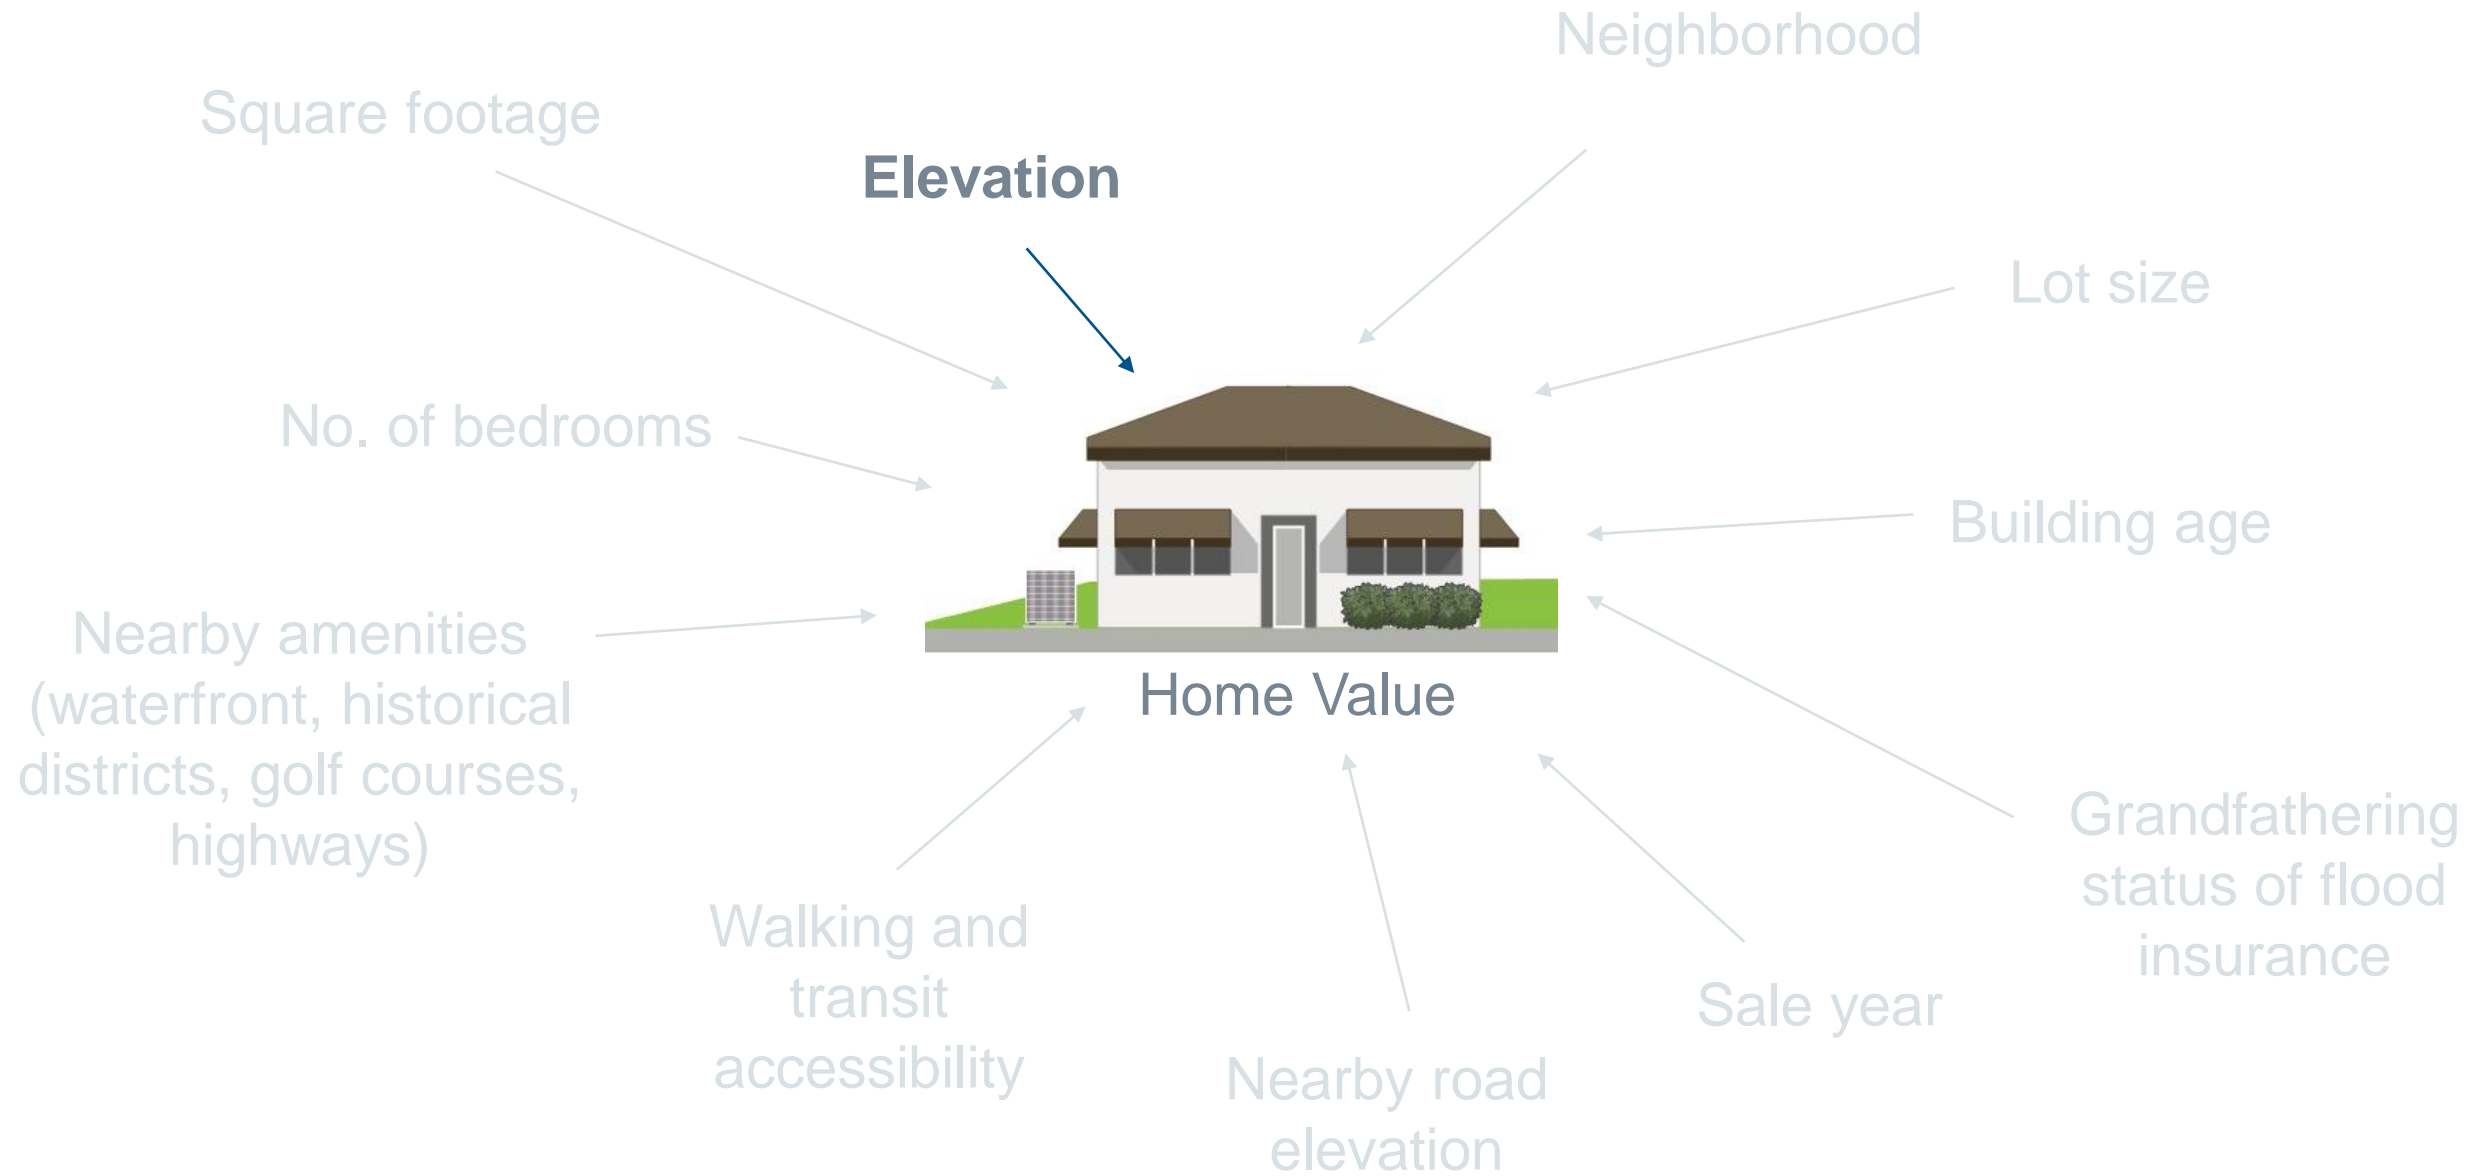 Neighborhood
Square footage
Elevation
Lot size
No. of bedrooms
Building age
Nearby amenities
(waterfront, historical
districts, golf courses,
highways)
Home Value
Grandfathering
status of flood
insurance
Walking and
transit
accessibility
Sale year
Nearby road
elevation